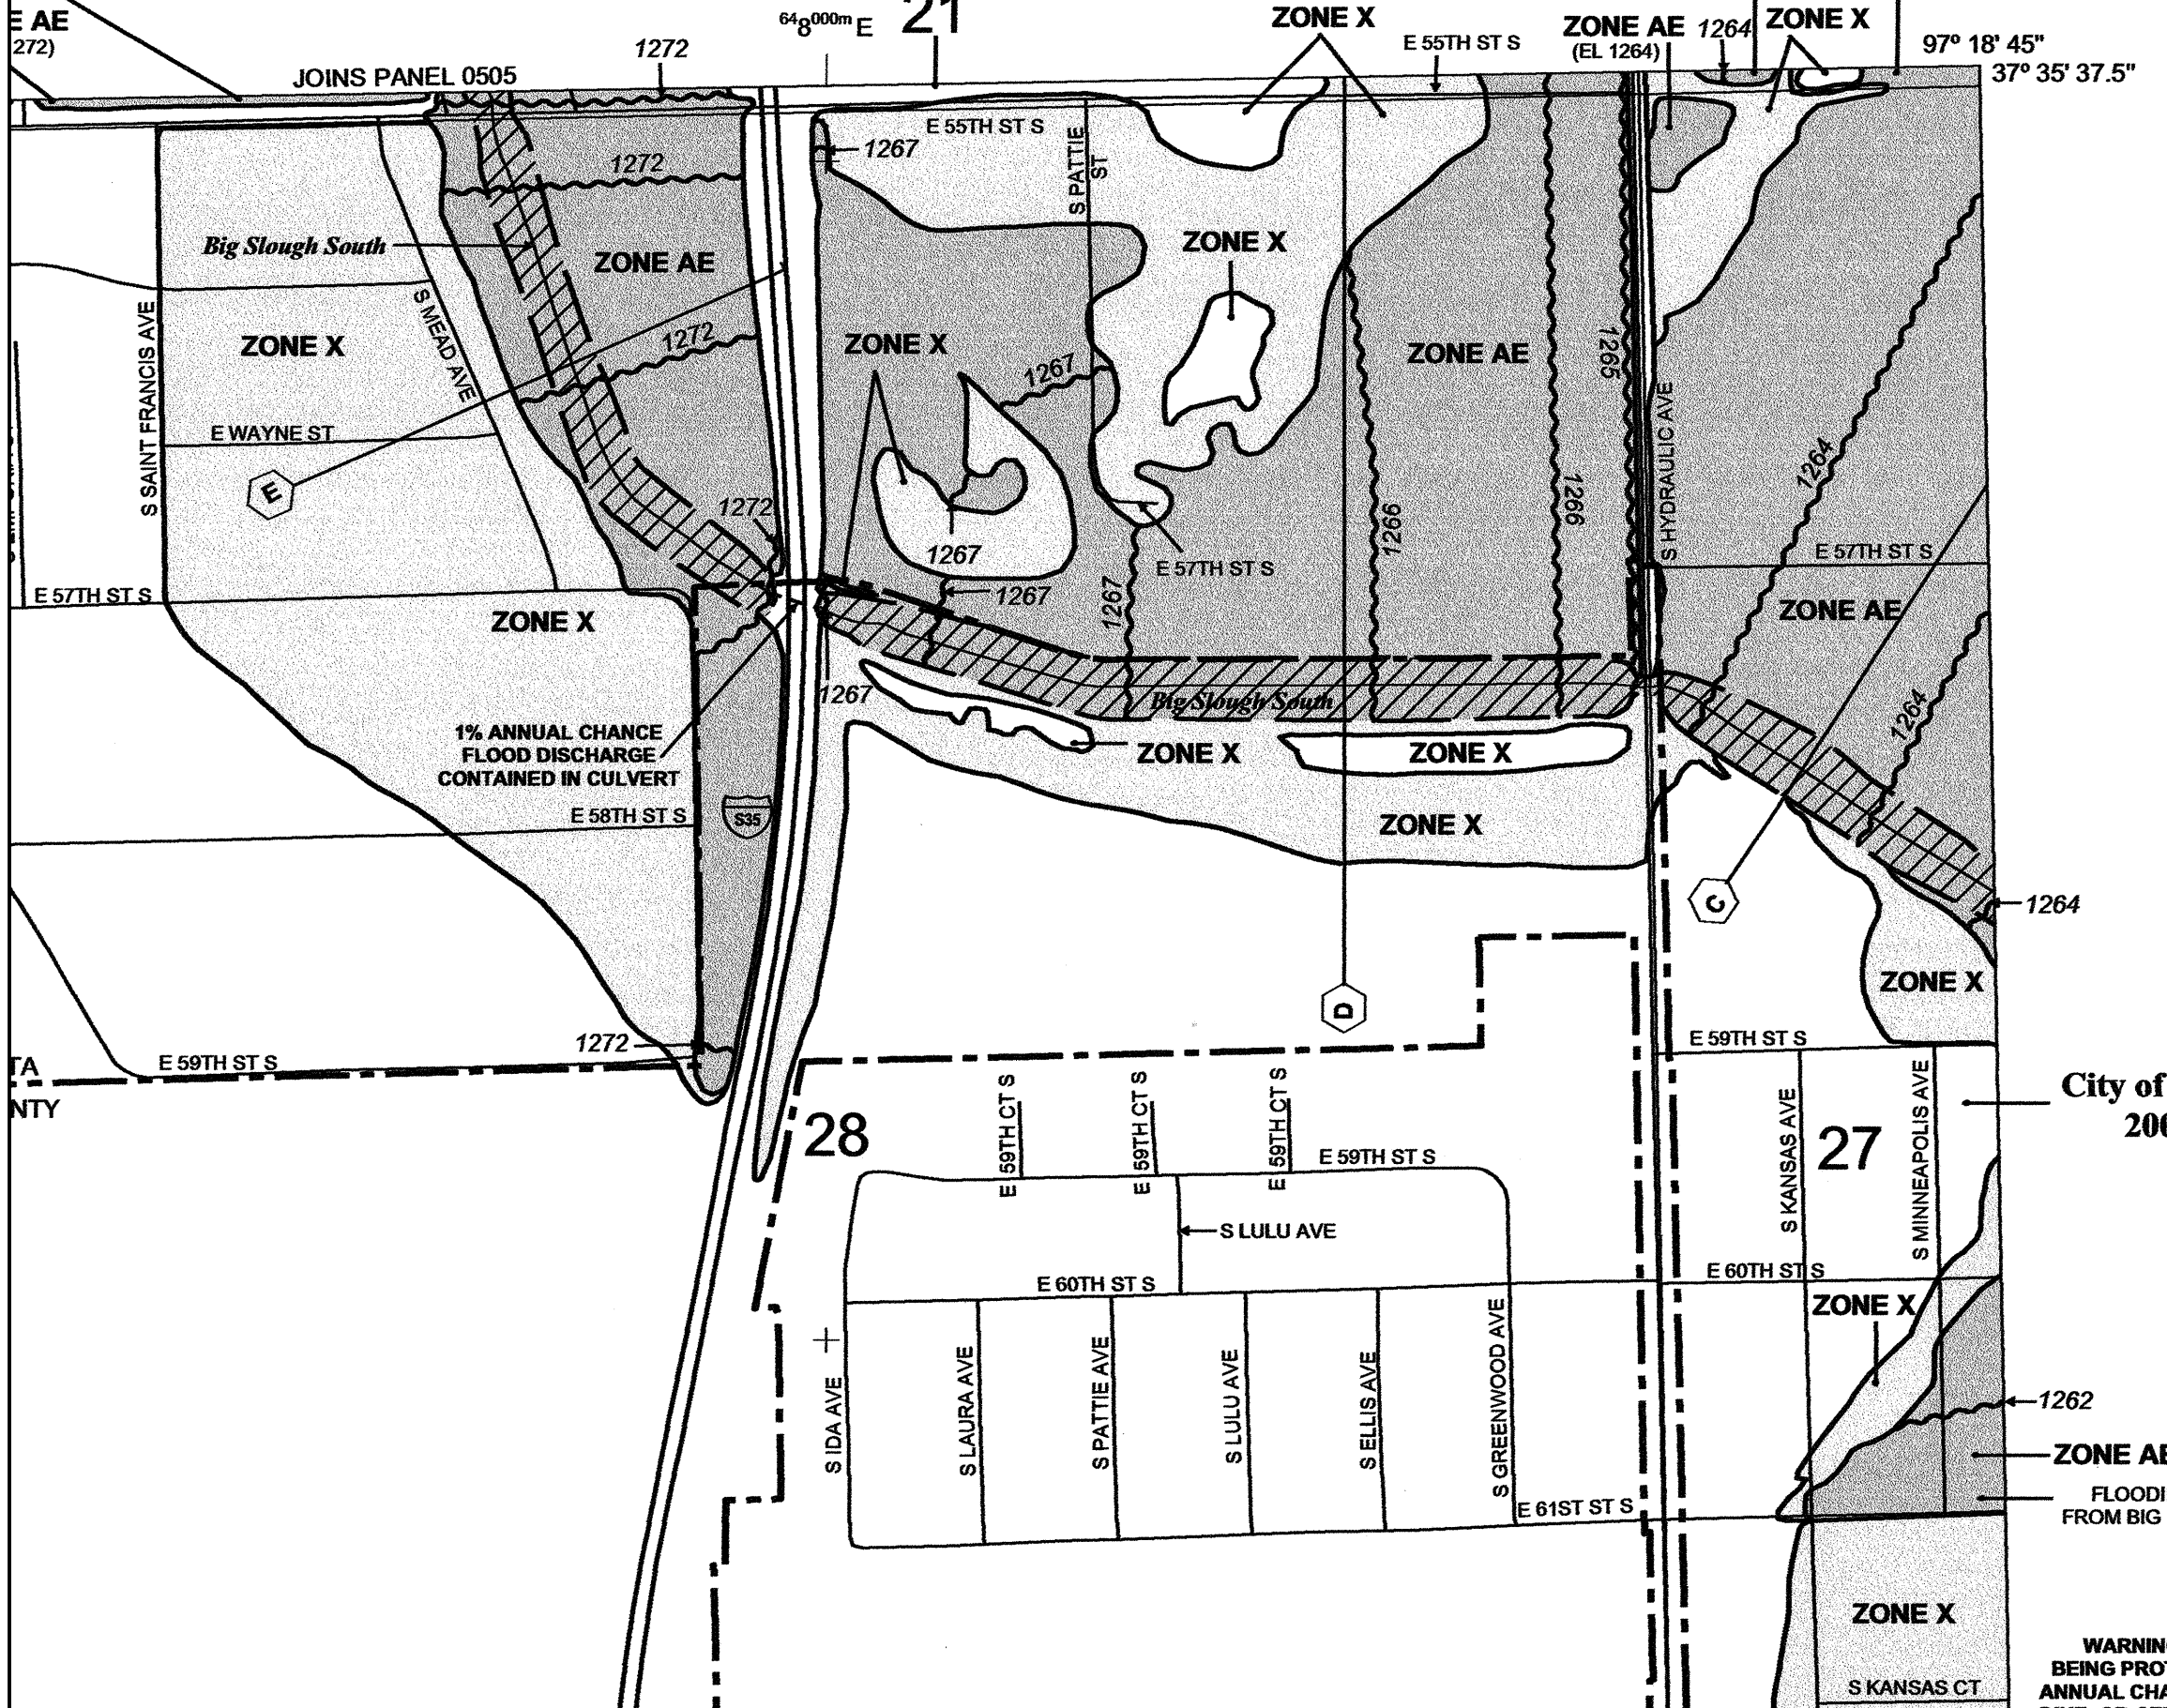 E AE
272)
648000m E
21
ZONE X
E 55TH ST S
ZONE AE
(EL 1264)
1264
ZONE X
97° 18' 45"
37° 35' 37.5"
JOINS PANEL 0505
1272
E 55TH ST S
1267
S PATTIE
ST
1272
Big Slough South
ZONE AE
ZONE X
S SAINT FRANCIS AVE
S MEAD AVE
ZONE X
1272
ZONE X
1267
ZONE AE
1265
S HYDRAULIC AVE
1264
E WAYNE ST
E
1272
1267
1266
1266
E 57TH ST S
E 57TH ST S
E 57TH ST S
1267
1267
ZONE X
ZONE AE
1267
Big Slough South
1264
1% ANNUAL CHANCE
FLOOD DISCHARGE
CONTAINED IN CULVERT
ZONE X
ZONE X
E 58TH ST S
S35
ZONE X
C
1264
ZONE X
D
1272
E 59TH ST S
E 59TH ST S
TA
NTY
City of
200
28
E 59TH CT S
E 59TH CT S
E 59TH CT S
E 59TH ST S
S KANSAS AVE
27
S MINNEAPOLIS AVE
S LULU AVE
E 60TH ST S
E 60TH ST S
ZONE X
S IDA AVE
S LAURA AVE
S PATTIE AVE
S LULU AVE
S ELLIS AVE
S GREENWOOD AVE
1262
ZONE AE
FLOODI
FROM BIG
E 61ST ST S
ZONE X
WARNIN
BEING PROT
ANNUAL CHA
S KANSAS CT